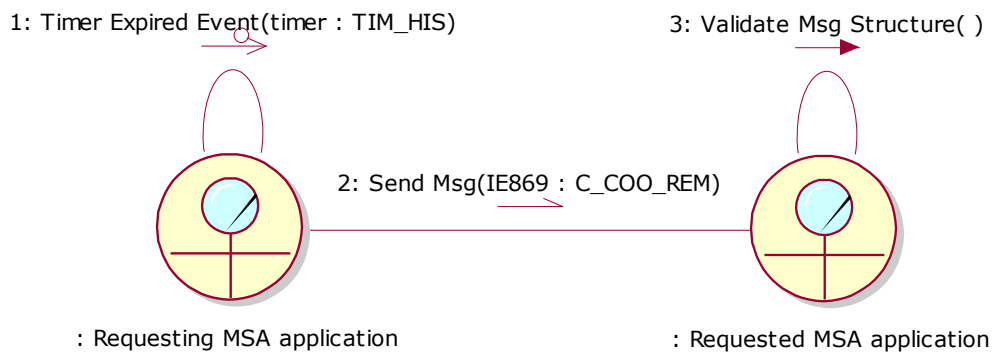 1: Timer Expired Event(timer : TIM_HIS)
3: Validate Msg Structure( )
2: Send Msg(IE869 : C_COO_REM)
: Requesting MSA application
: Requested MSA application